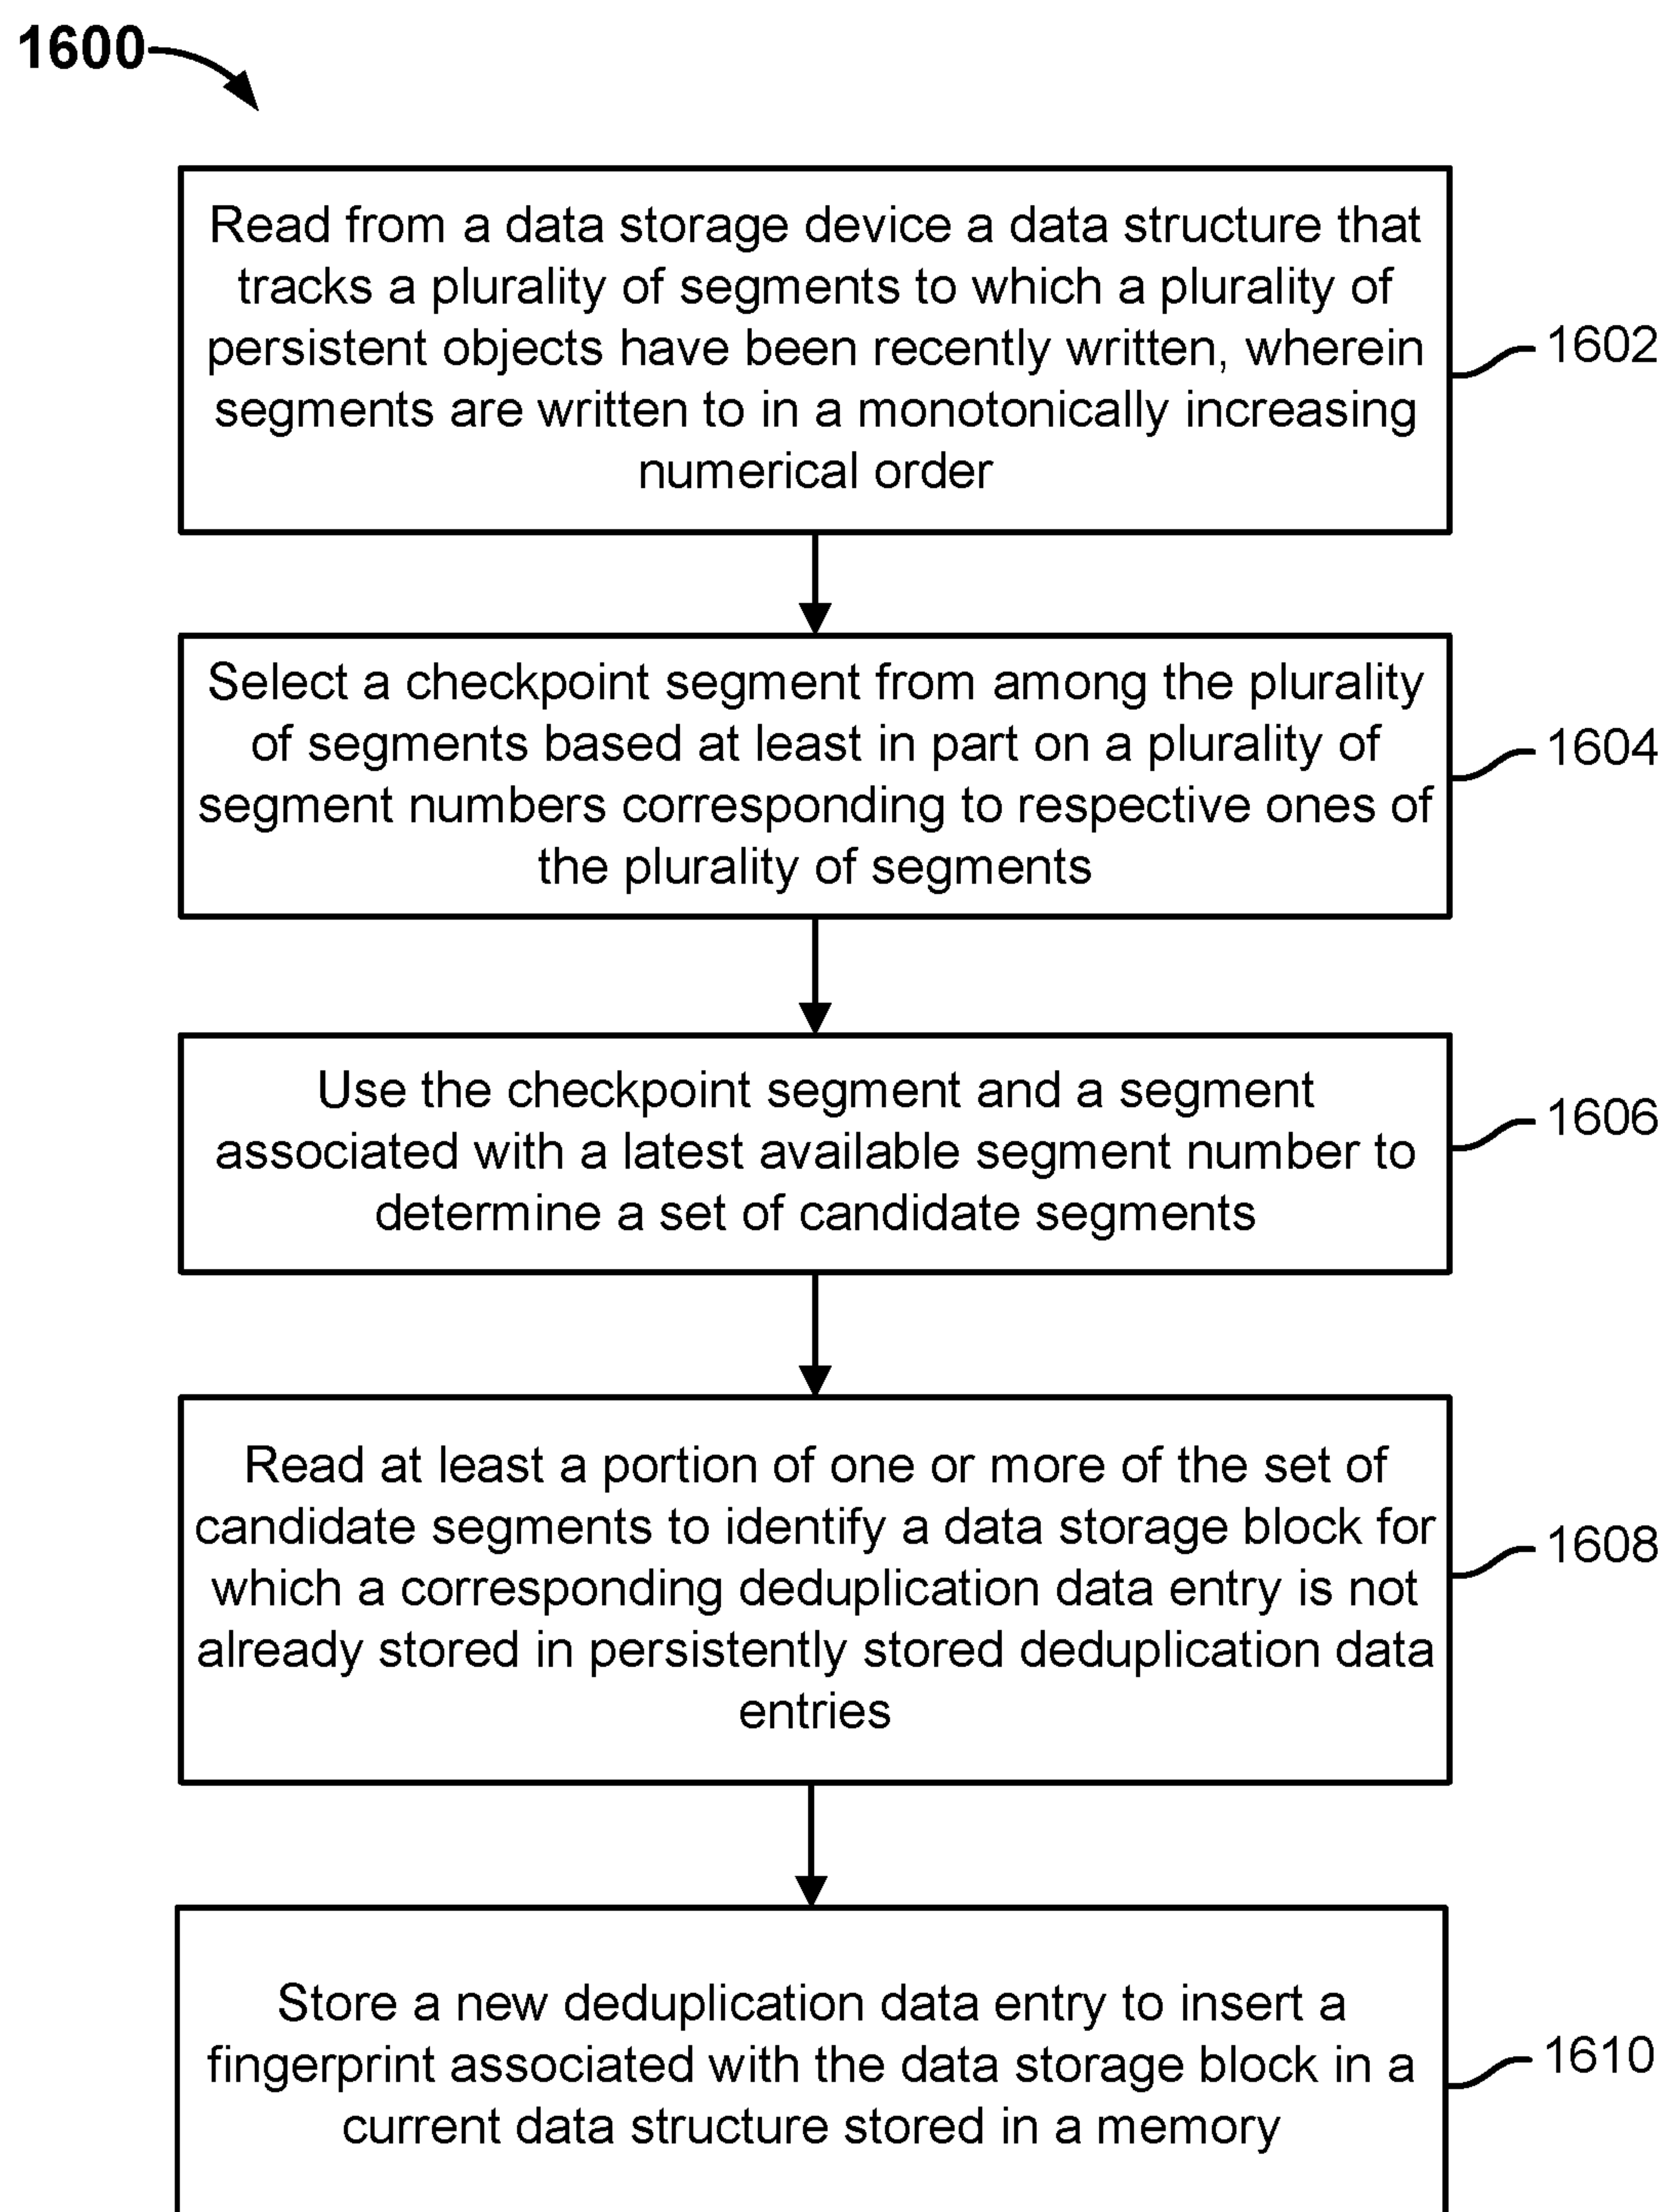 1600
Read from a data storage device a data structure that
tracks a plurality of segments to which a plurality of
persistent objects have been recently written, wherein
segments are written to in a monotonically increasing
numerical order
1602
Select a checkpoint segment from among the plurality
of segments based at least in part on a plurality of
segment numbers corresponding to respective ones of
the plurality of segments
1604
Use the checkpoint segment and a segment
associated with a latest available segment number to
determine a set of candidate segments
1606
Read at least a portion of one or more of the set of
candidate segments to identify a data storage block for
which a corresponding deduplication data entry is not
already stored in persistently stored deduplication data
entries
1608
Store a new deduplication data entry to insert a
fingerprint associated with the data storage block in a
current data structure stored in a memory
1610